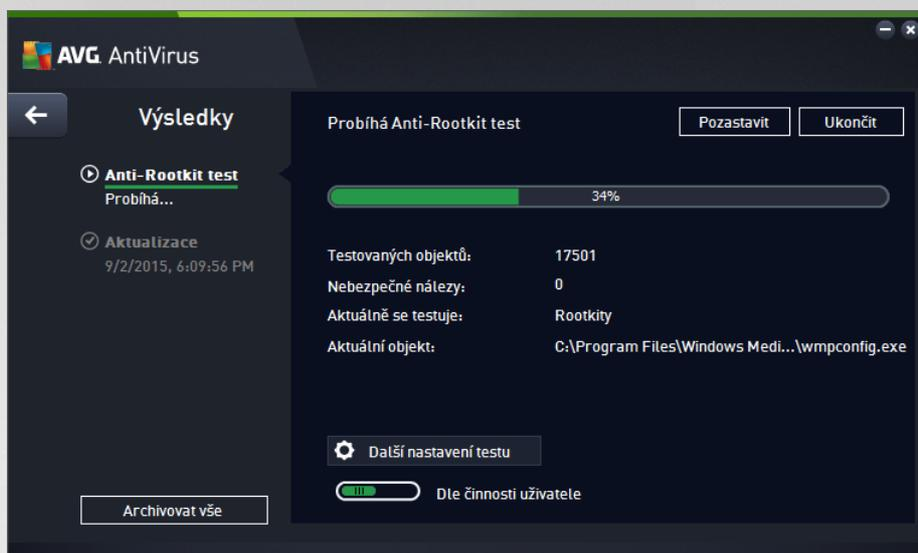 AVG AntiVirus
Výsledky
Anti-Rootkit test
Probíhá...
Aktualizace
9/2/2015, 6:09:56 PM
Archivovat vše
Probíhá Anti-Rootkit test
Pozastavit
Ukončit
34%
Testovaných objektů: 17501
Nebezpečné nálezy: 0
Aktuálně se testuje: Rootkity
Aktuální objekt: C:\Program Files\Windows Medi...\wmpconfig.exe
Další nastavení testu
Dle činnosti uživatele